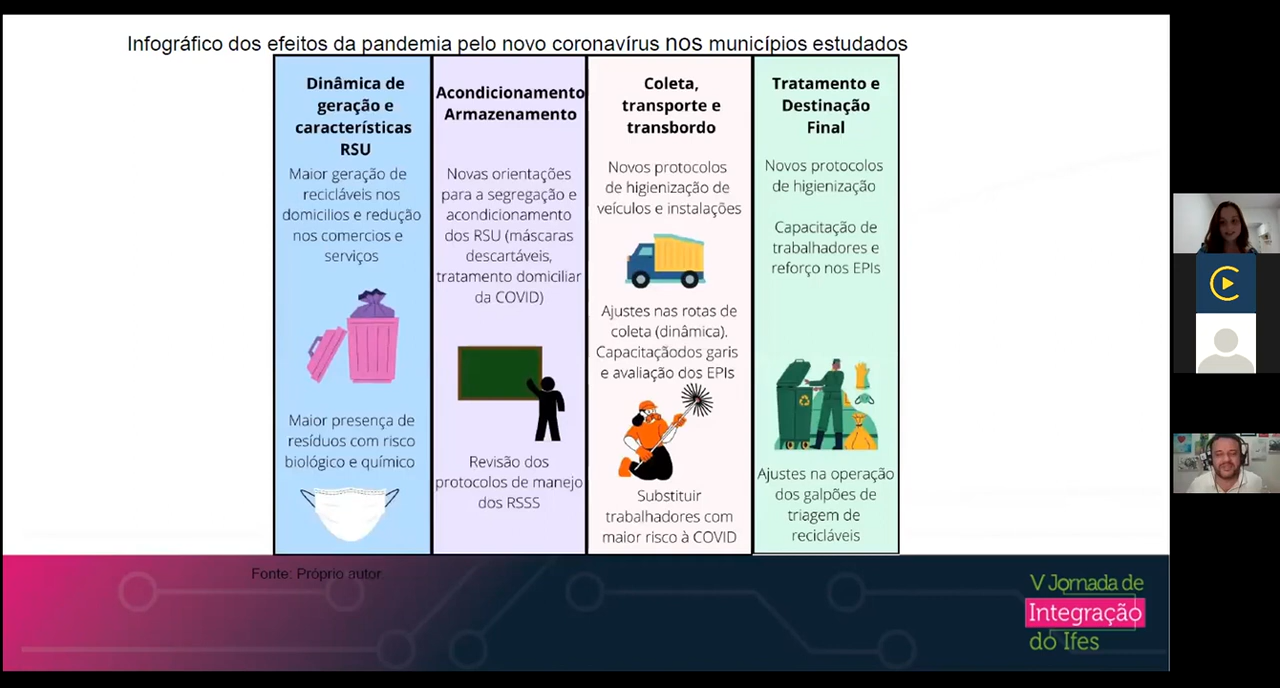 Infográfico dos efeitos da pandemia pelo novo coronavírus nos municípios estudados
Dinâmica de
geração e
características
RSU
Maior geração de
recicláveis nos
domicilios e redução
nos comercios e
serviços
Maior presença de
resíduos com risco
biológico e químico
Acondicionamento
Armazenamento
Novas orientações
para a segregação e
acondicionamento
dos RSU (máscaras
descartáveis,
tratamento domiciliar
da COVID)
Revisão dos
protocolos de manejo
dos RSSS
Coleta,
transporte e
transbordo
Novos protocolos
de higienização de
veículos e instalações
Ajustes nas rotas de
coleta (dinâmica).
Capacitaçãodos garis
e avaliação dos EPIs
Substituir
trabalhadores com
maior risco à COVID
Tratamento e
Destinação
Final
Novos protocolos
de higienização
Capacitação de
trabalhadores e
reforço nos EPIs
Ajustes na operação
dos galpões de
triagem de
recicláveis
Fonte: Próprio autor.
V Jornada de
Integração
do Ifes